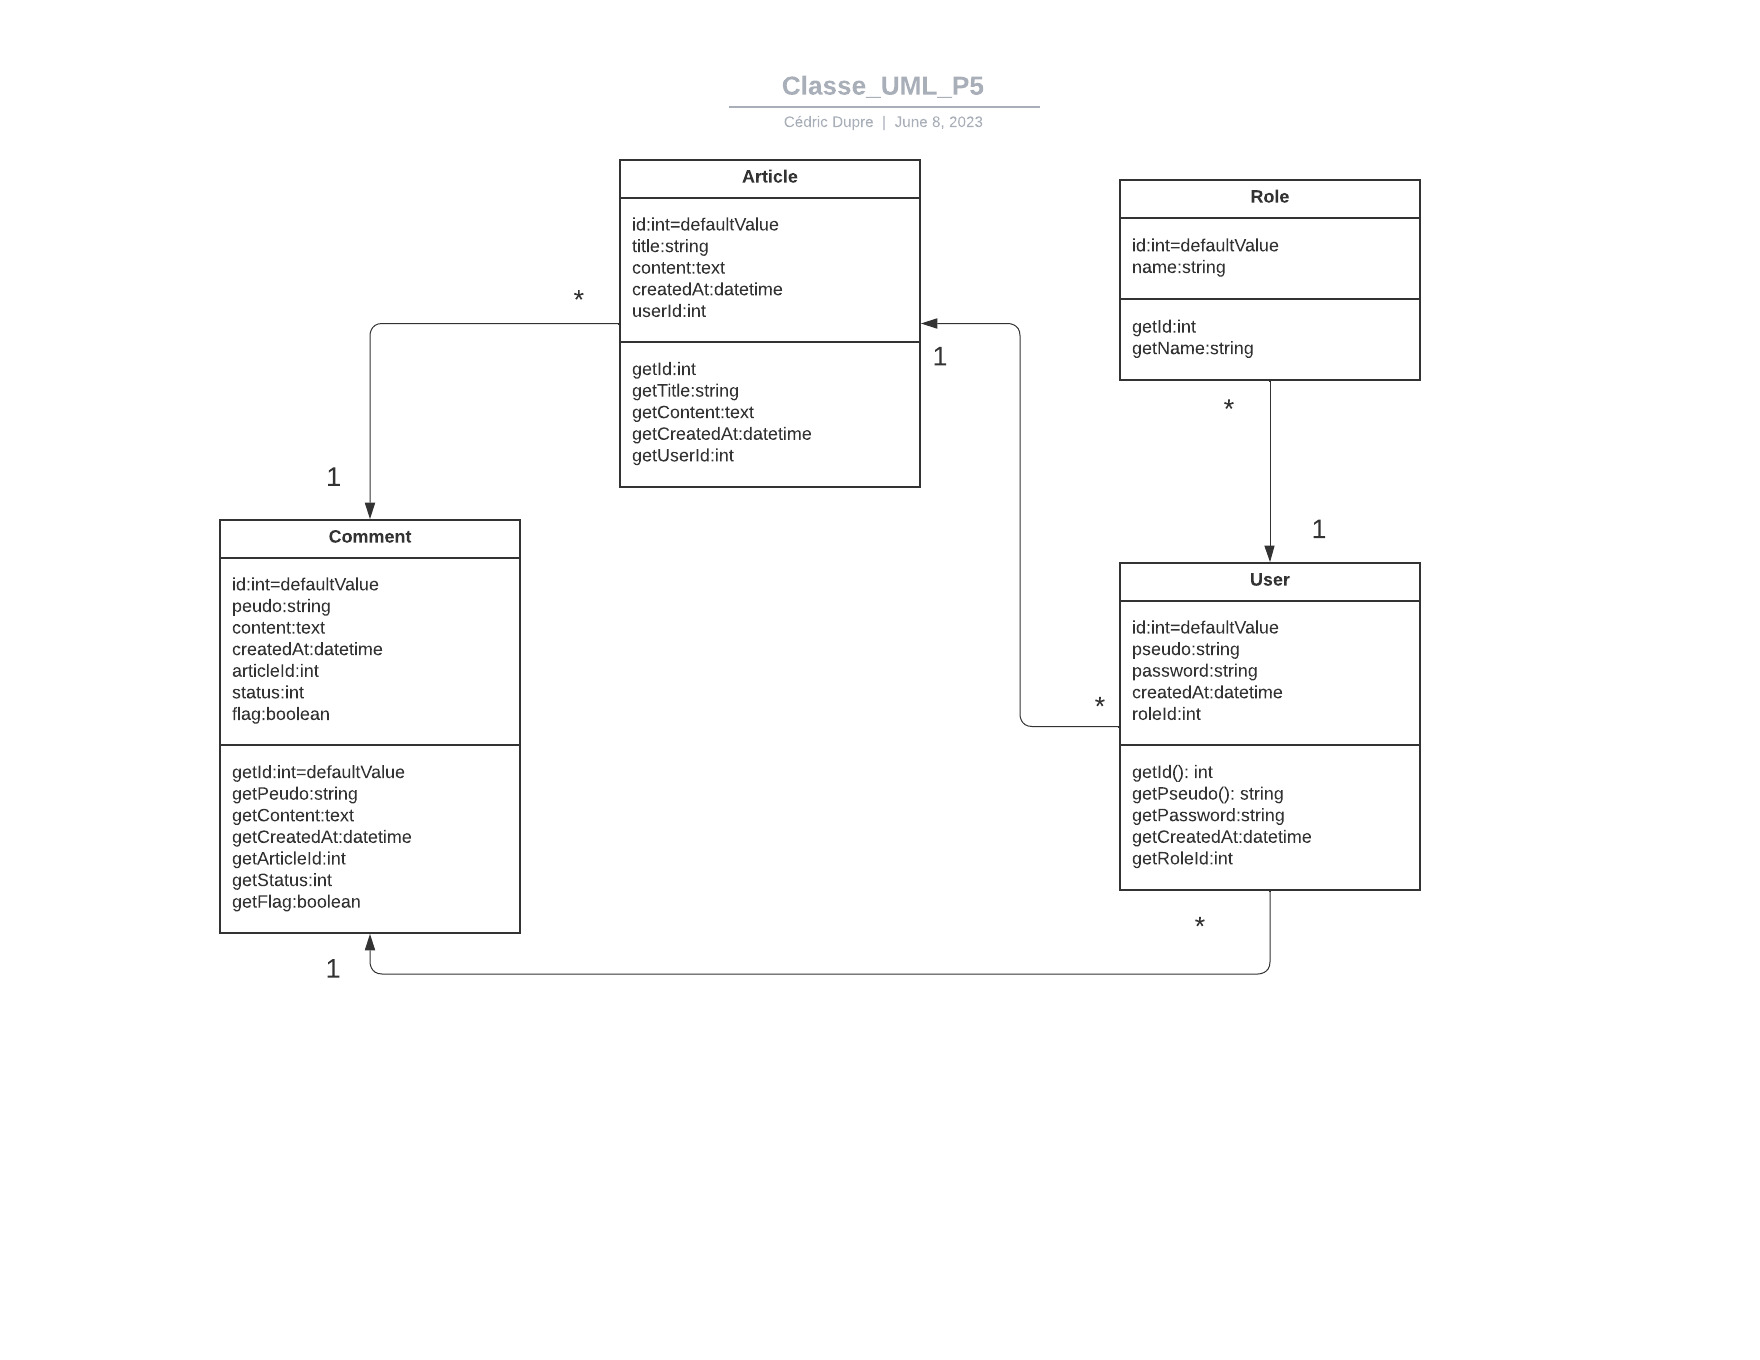 Classe_UML_P5
Cédric Dupre | June 8, 2023
Article
id:int=defaultValue
title:string
content:text
createdAt:datetime
userId:int
getId:int
getTitle:string
getContent:text
getCreatedAt:datetime
getUserId:int
Role
id:int=defaultValue
name:string
getId:int
getName:string
*
1
*
1
1
*
Comment
id:int=defaultValue
peudo:string
content:text
createdAt:datetime
articleId:int
status:int
flag:boolean
getId:int=defaultValue
getPeudo:string
getContent:text
getCreatedAt:datetime
getArticleId:int
getStatus:int
getFlag:boolean
User
id:int=defaultValue
pseudo:string
password:string
createdAt:datetime
roleId:int
getId(): int
getPseudo(): string
getPassword:string
getCreatedAt:datetime
getRoleId:int
*
1